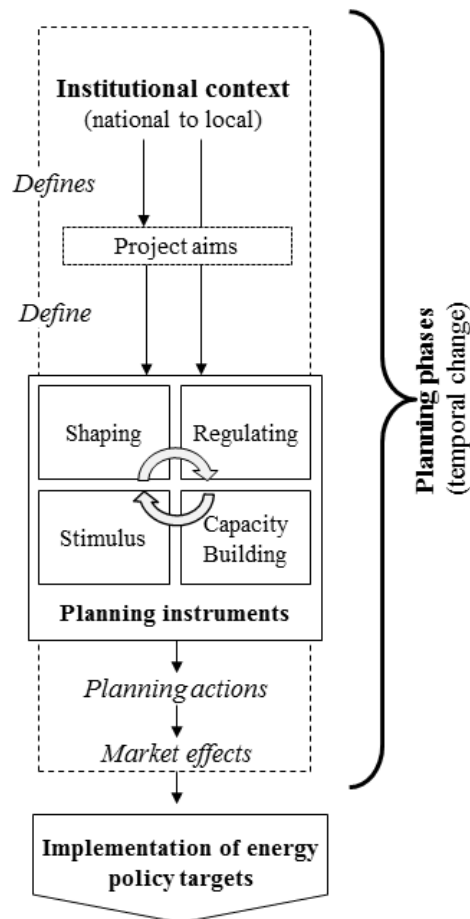 Institutional context
(national to local)
Defines
Project aims
Define
Shaping
Regulating
Stimulus
Capacity
Building
Planning instruments
Planning actions
Market effects
Implementation of energy
policy targets
Planning phases
(temporal change)